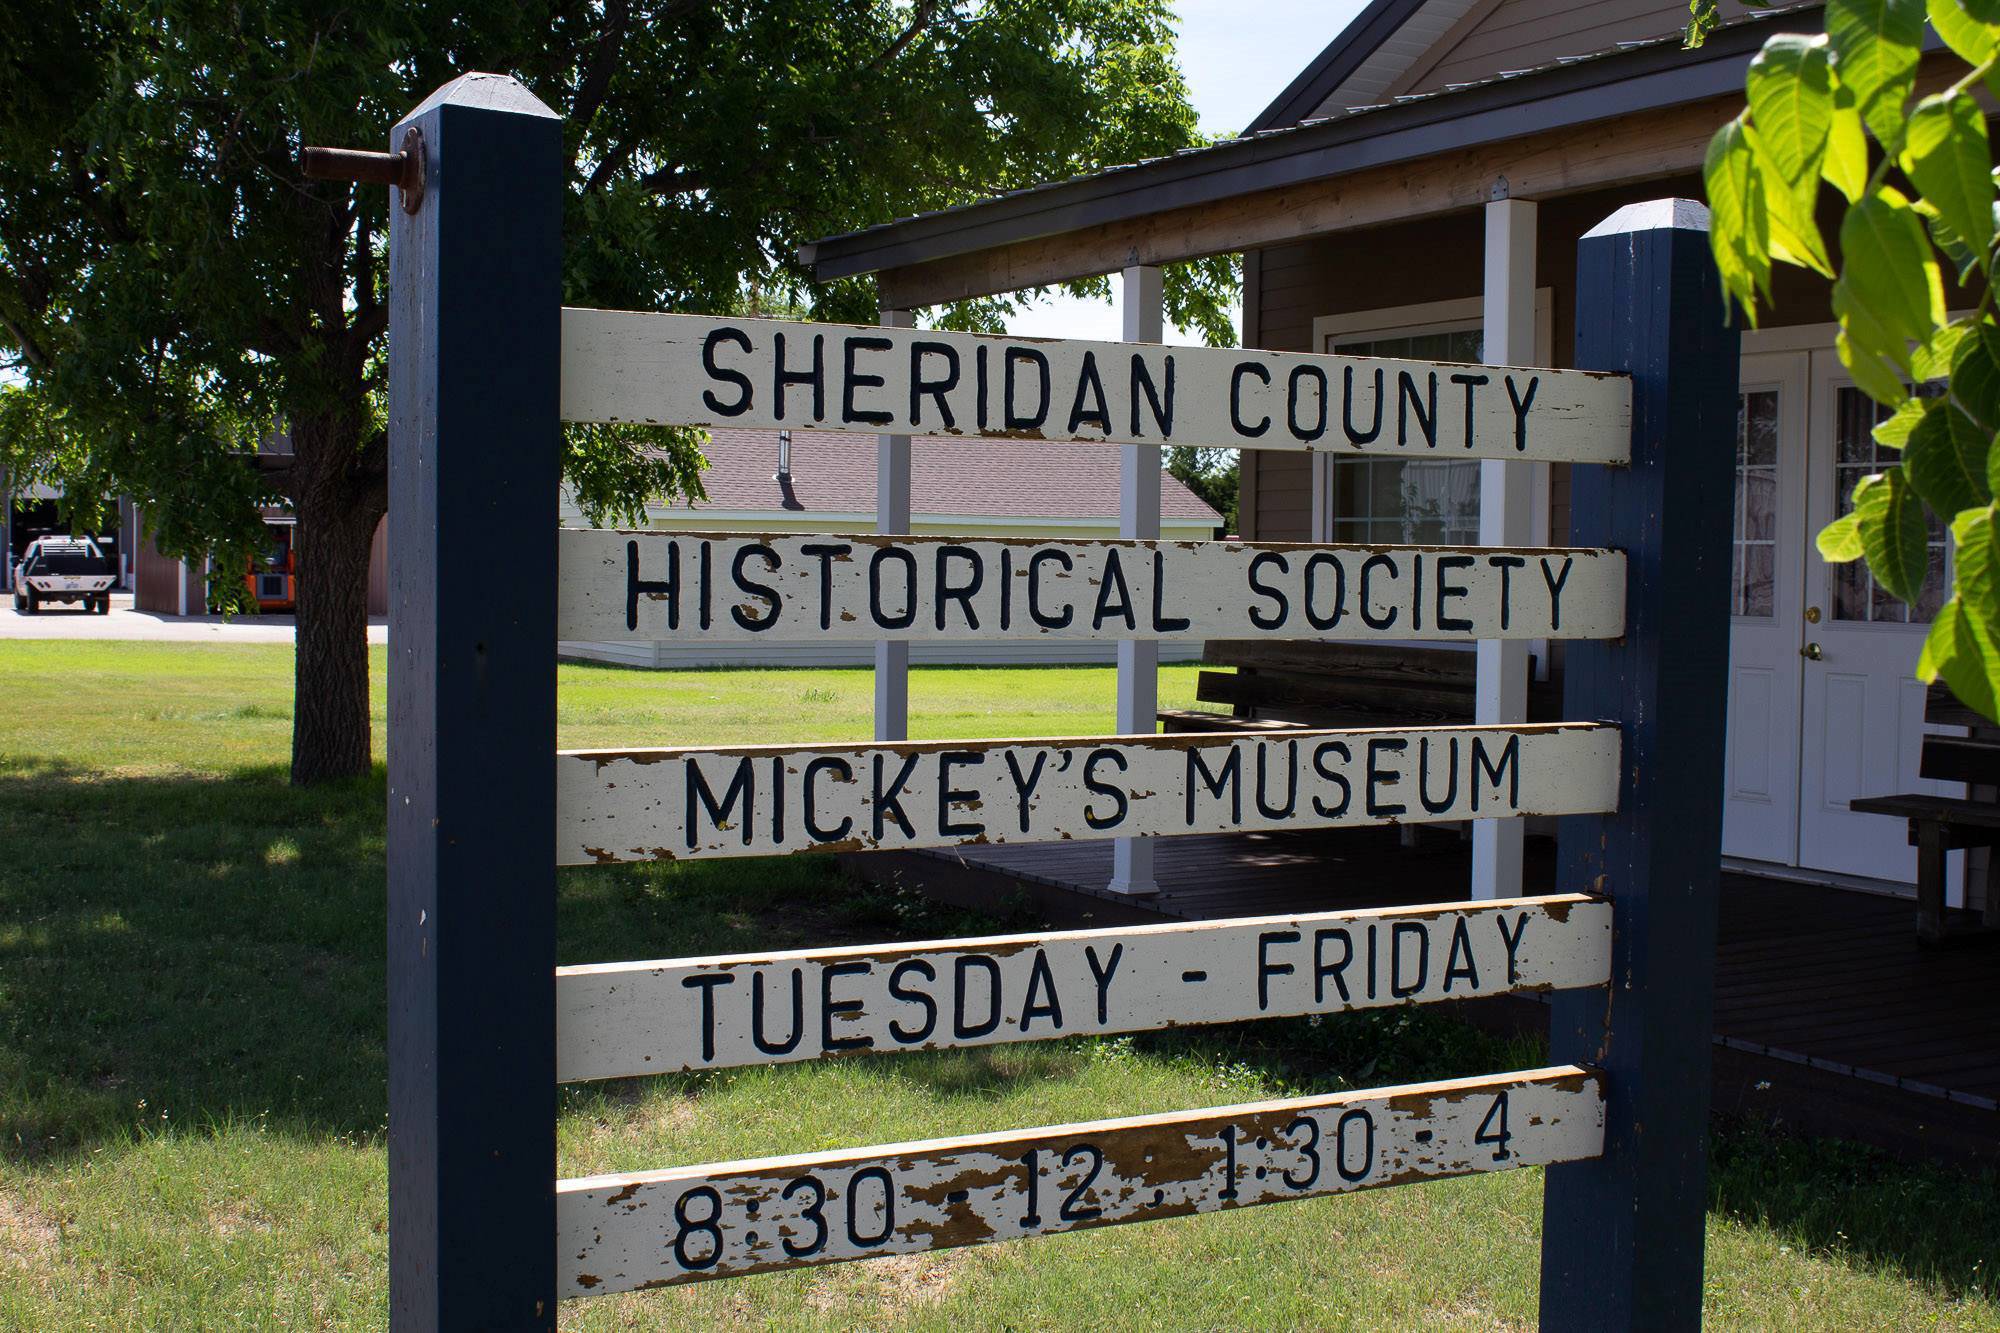 SHERIDAN COUNTY
HISTORICAL SOCIETY
MICKEY'S MUSEUM
TUESDAY - FRIDAY
8:30 - 12, 1:30 - 4